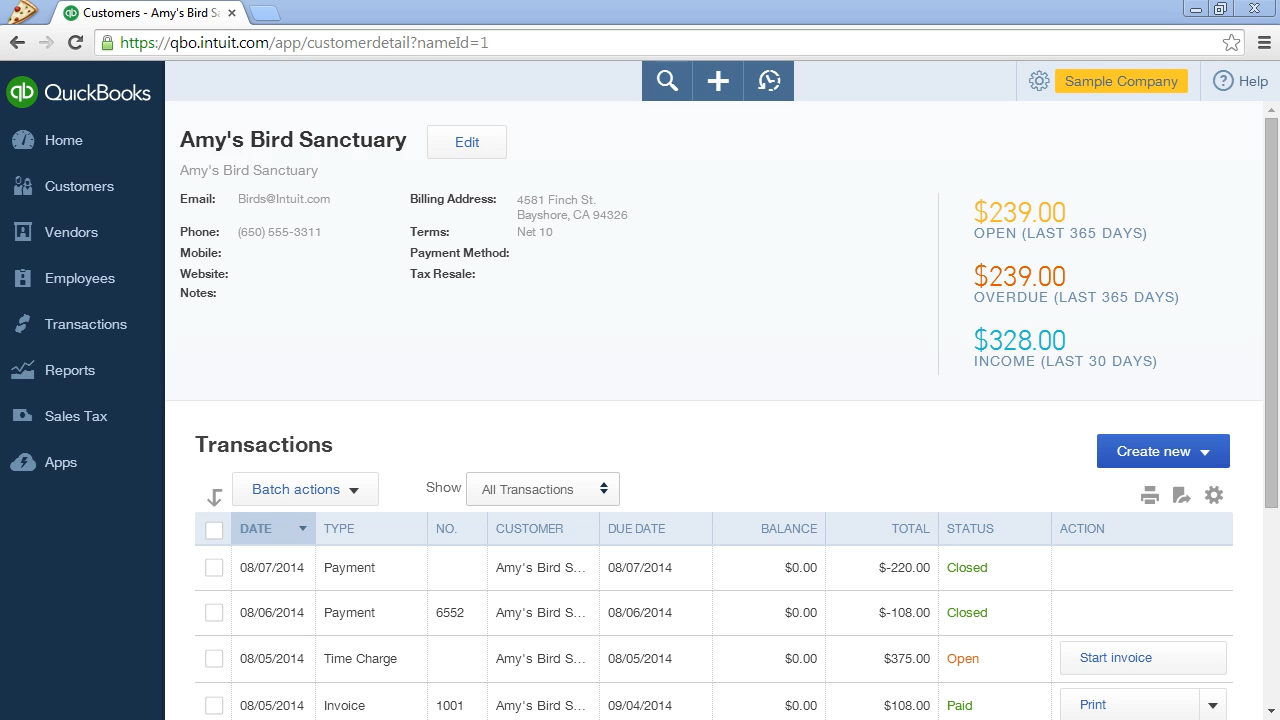 Customers - Amy's Bird Sa
https://qbo.intuit.com/app/customerdetail?nameId=1
qb QuickBooks
Sample Company
Help
Home
Customers
Vendors
Employees
Transactions
Reports
Sales Tax
Apps
Amy's Bird Sanctuary
Edit
Amy's Bird Sanctuary
Email: Birds@Intuit.com
Phone: (650) 555-3311
Mobile:
Website:
Notes:
Billing Address: 4581 Finch St.
Bayshore, CA 94326
Terms: Net 10
Payment Method:
Tax Resale:
$239.00
OPEN (LAST 365 DAYS)
$239.00
OVERDUE (LAST 365 DAYS)
$328.00
INCOME (LAST 30 DAYS)
Transactions
Create new
Batch actions
Show All Transactions
DATE TYPE NO. CUSTOMER DUE DATE BALANCE TOTAL STATUS ACTION
08/07/2014 Payment Amy's Bird S... 08/07/2014 $0.00 $-220.00 Closed
08/06/2014 Payment 6552 Amy's Bird S... 08/06/2014 $0.00 $-108.00 Closed
08/05/2014 Time Charge Amy's Bird S... 08/05/2014 $0.00 $375.00 Open Start invoice
08/05/2014 Invoice 1001 Amy's Bird S... 09/04/2014 $0.00 $108.00 Paid Print